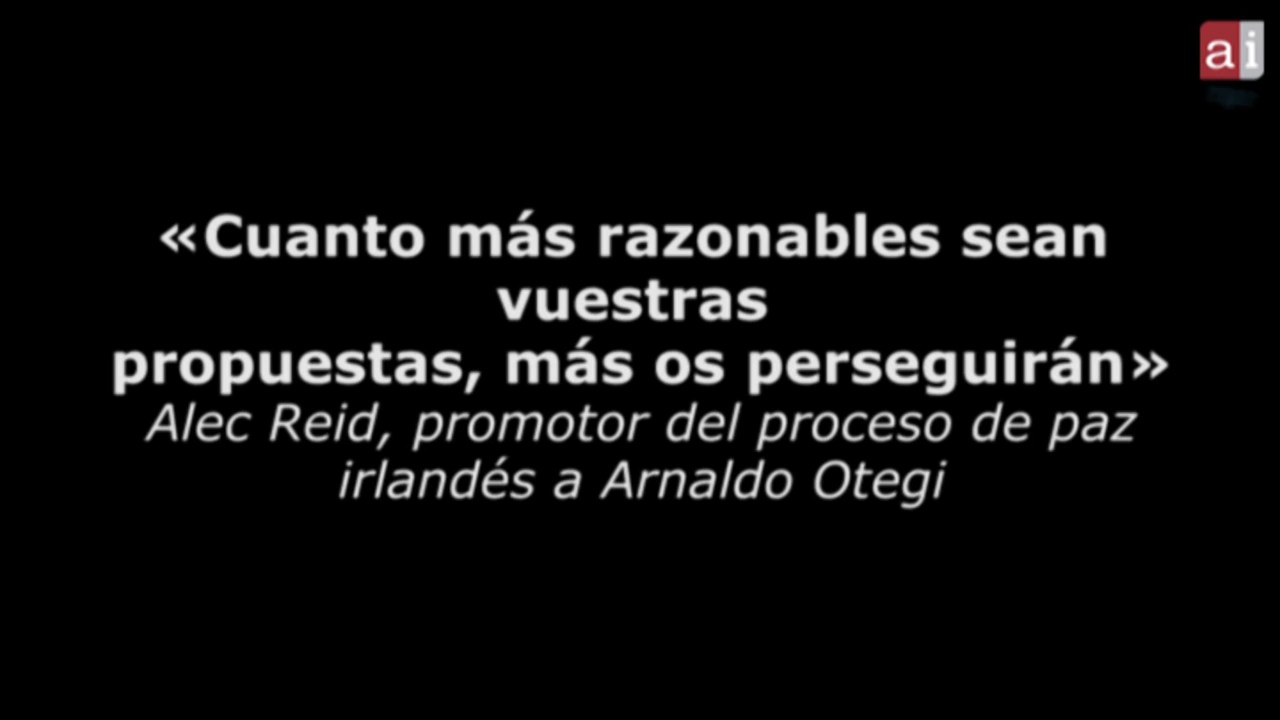 ai
«Cuanto más razonables sean
vuestras
propuestas, más os perseguirán»
Alec Reid, promotor del proceso de paz
irlandés a Arnaldo Otegi